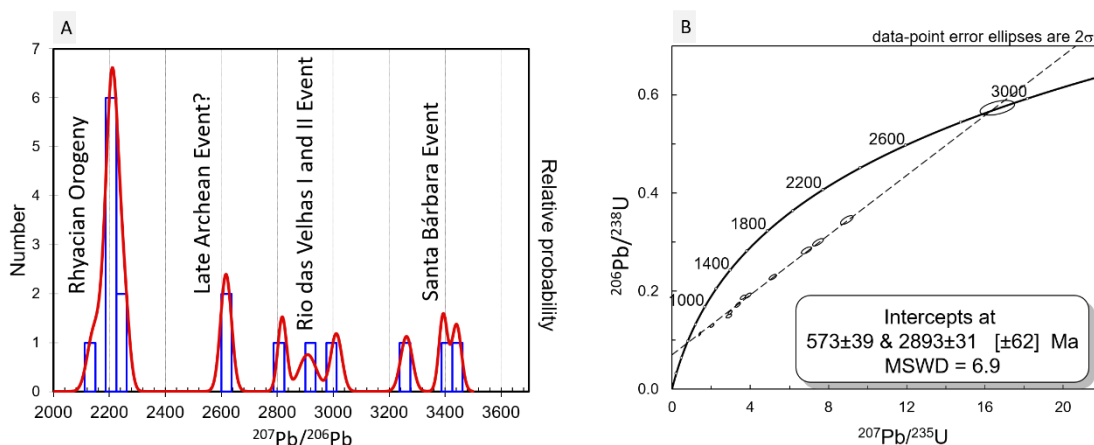 A
7
6
5
4
3
2
1
0
Number
Rhyacian Orogeny
Late Archean Event?
Rio das Velhas I and II Event
Santa Bárbara Event
Relative probability
2000 2200 2400 2600 2800 3000 3200 3400 3600
207Pb/206Pb
B
data-point error ellipses are 2σ
3000
2600
2200
1800
1400
1000
0.6
0.4
0.2
0.0
206Pb/238U
Intercepts at
573±39 & 2893±31 [±62] Ma
MSWD = 6.9
0 4 8 12 16 20
207Pb/235U